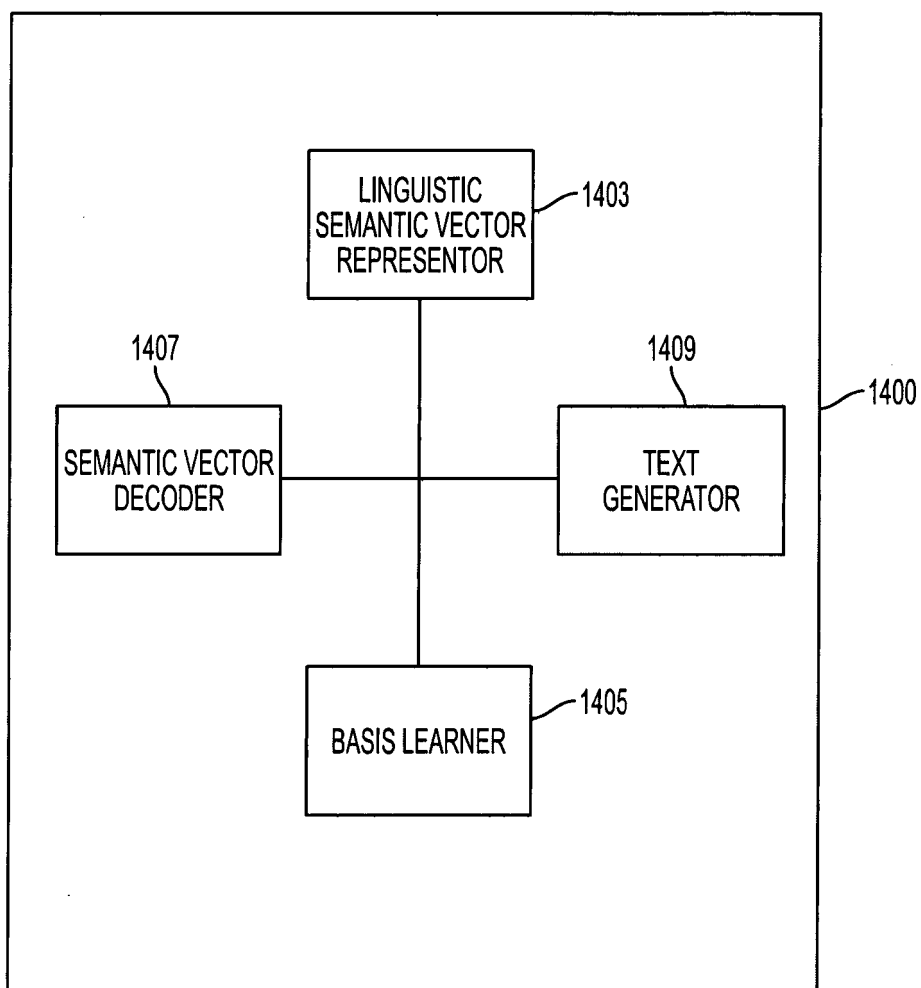 LINGUISTIC
SEMANTIC VECTOR
REPRESENTOR
1403
1407
SEMANTIC VECTOR
DECODER
1409
TEXT
GENERATOR
1400
BASIS LEARNER
1405